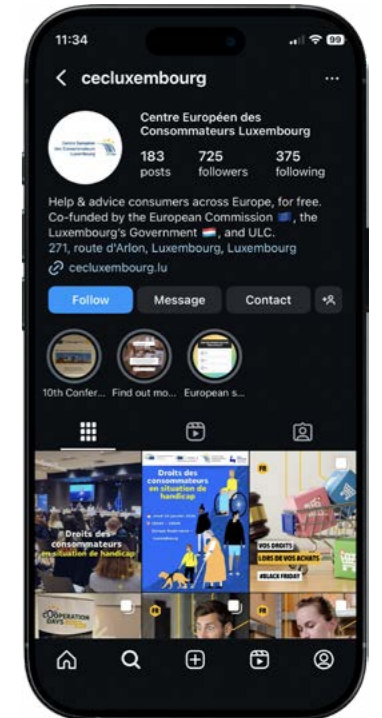 11:34
99
cecluxembourg
Centre Européen des
Consommateurs Luxembourg
183 725 375
posts followers following
Help & advice consumers across Europe, for free.
Co-funded by the European Commission 🇪🇺, the
Luxembourg's Government 🇱🇺, and ULC.
271, route d'Arlon, Luxembourg, Luxembourg
cecluxembourg.lu
Follow Message Contact
10th Confer... Find out mo... European s...
Droits des
consommateurs
en situation de handicap
Droits des
consommateurs
en situation de
handicap
FR
VOS DROITS
LORS DE VOS ACHATS
#BLACK FRIDAY
COOPERATION
DAYS
FR
FR